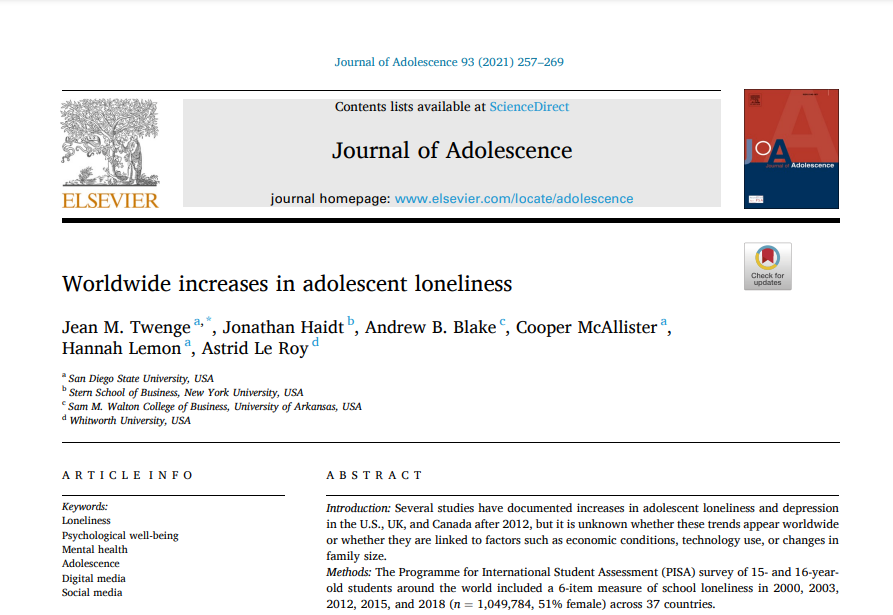 Journal of Adolescence 93 (2021) 257–269
Contents lists available at ScienceDirect
Journal of Adolescence
journal homepage: www.elsevier.com/locate/adolescence
ELSEVIER
JOA
Journal of Adolescence
Check for
updates
Worldwide increases in adolescent loneliness
Jean M. Twenge a,*, Jonathan Haidt b, Andrew B. Blake c, Cooper McAllister a,
Hannah Lemon a, Astrid Le Roy d
a San Diego State University, USA
b Stern School of Business, New York University, USA
c Sam M. Walton College of Business, University of Arkansas, USA
d Whitworth University, USA
ARTICLE INFO
Keywords:
Loneliness
Psychological well-being
Mental health
Adolescence
Digital media
Social media
ABSTRACT
Introduction: Several studies have documented increases in adolescent loneliness and depression
in the U.S., UK, and Canada after 2012, but it is unknown whether these trends appear worldwide
or whether they are linked to factors such as economic conditions, technology use, or changes in
family size.
Methods: The Programme for International Student Assessment (PISA) survey of 15- and 16-year-
old students around the world included a 6-item measure of school loneliness in 2000, 2003,
2012, 2015, and 2018 (n = 1,049,784, 51% female) across 37 countries.